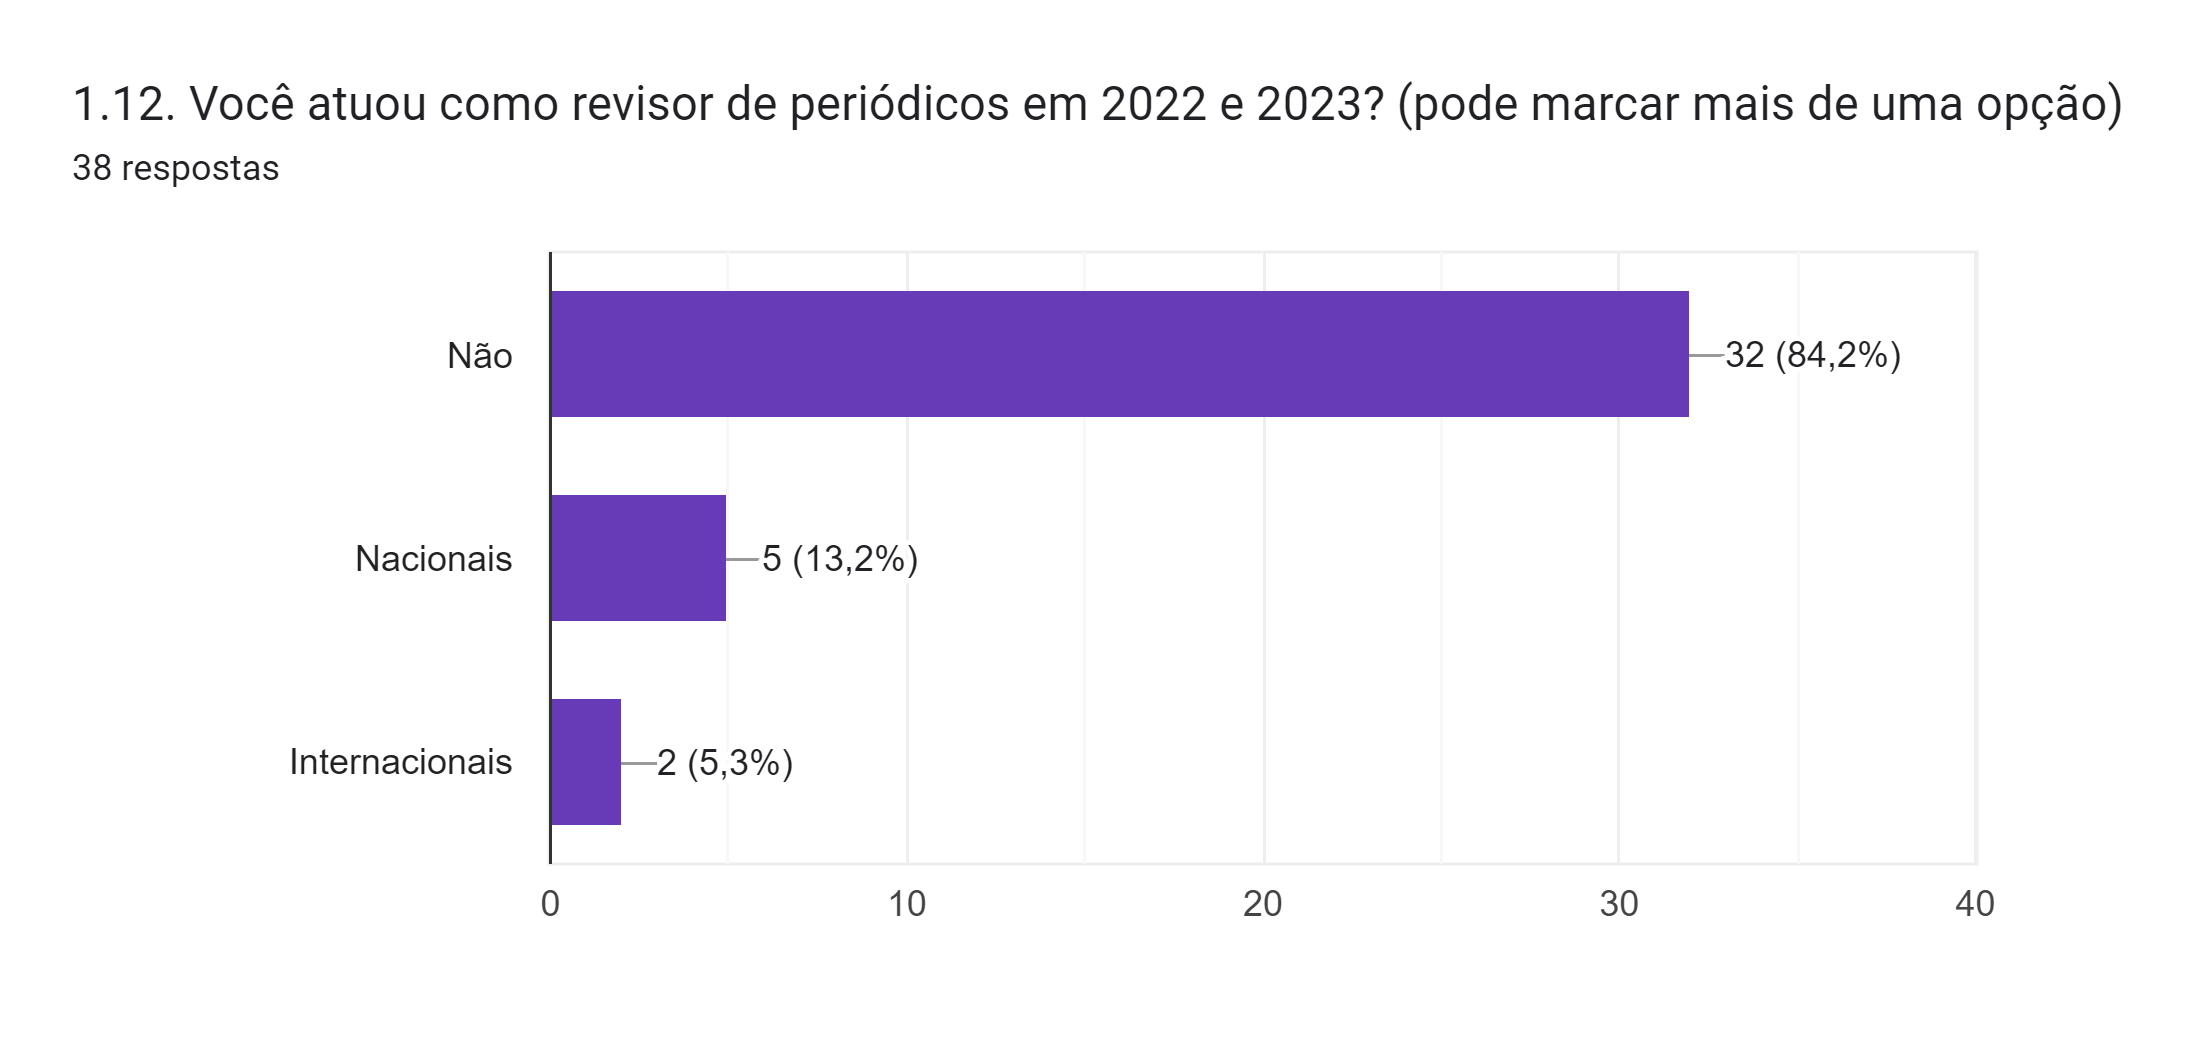 1.12. Você atuou como revisor de periódicos em 2022 e 2023? (pode marcar mais de uma opção)
38 respostas
Não
32 (84,2%)
Nacionais
5 (13,2%)
Internacionais
2 (5,3%)
0 10 20 30 40